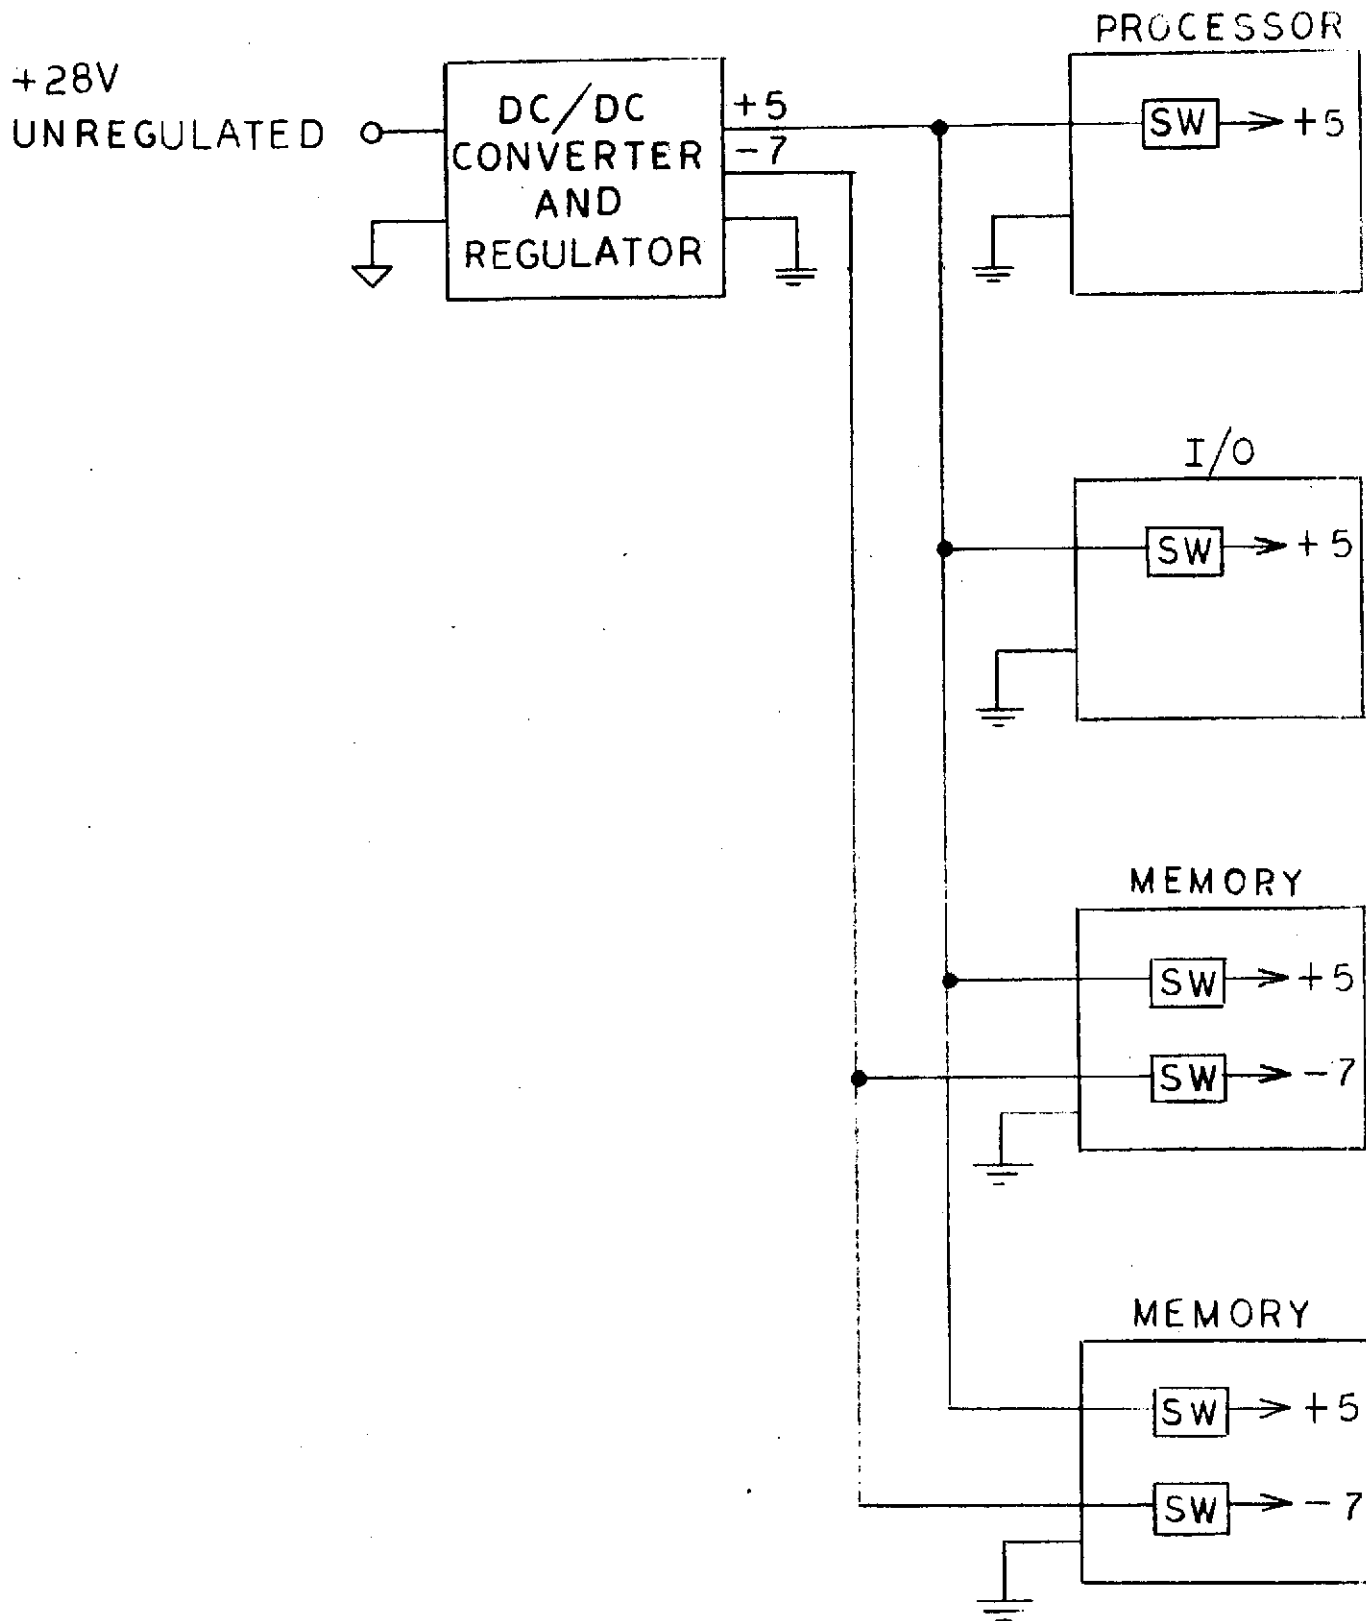 PROCESSOR
+28V
UNREGULATED
DC/DC
CONVERTER
AND
REGULATOR
+5
-7
SW
+5
I/O
SW
+5
MEMORY
SW
+5
SW
-7
MEMORY
SW
+5
SW
-7